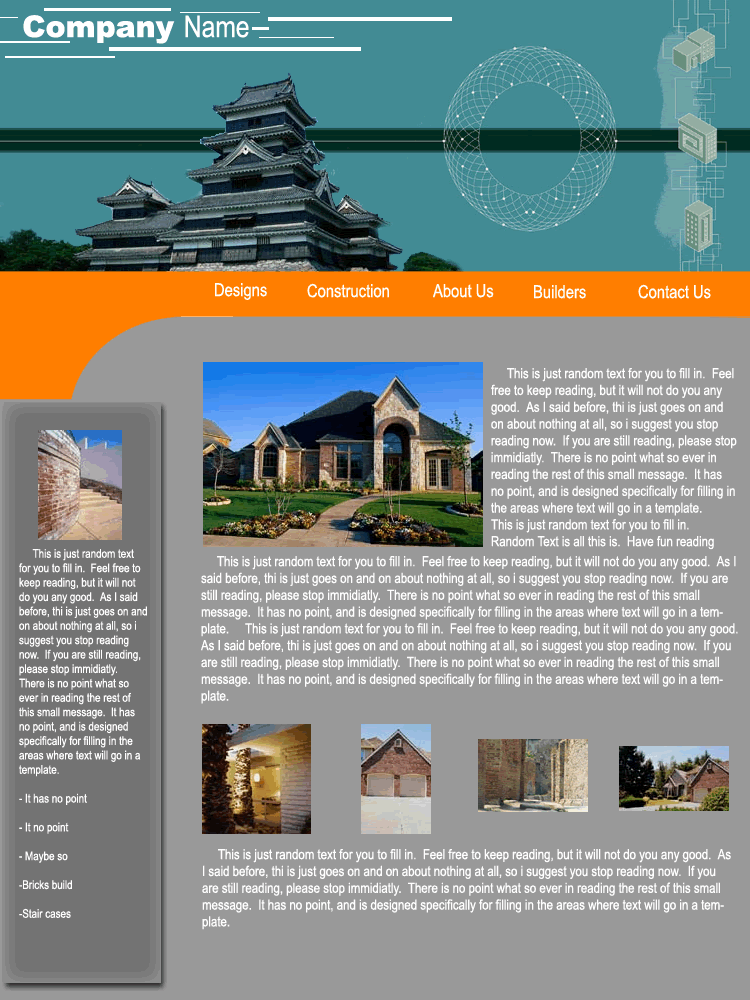 Company Name
Designs Construction About Us Builders Contact Us
This is just random text for you to fill in. Feel
free to keep reading, but it will not do you any
good. As I said before, thi is just goes on and
on about nothing at all, so i suggest you stop
reading now. If you are still reading, please stop
immidiatly. There is no point what so ever in
reading the rest of this small message. It has
no point, and is designed specifically for filling in
the areas where text will go in a template.
This is just random text for you to fill in.
Random Text is all this is. Have fun reading
This is just random text for you to fill in. Feel free to keep reading, but it will not do you any good. As I
said before, thi is just goes on and on about nothing at all, so i suggest you stop reading now. If you are
still reading, please stop immidiatly. There is no point what so ever in reading the rest of this small
message. It has no point, and is designed specifically for filling in the areas where text will go in a tem-
plate. This is just random text for you to fill in. Feel free to keep reading, but it will not do you any good.
As I said before, thi is just goes on and on about nothing at all, so i suggest you stop reading now. If you
are still reading, please stop immidiatly. There is no point what so ever in reading the rest of this small
message. It has no point, and is designed specifically for filling in the areas where text will go in a tem-
plate.
This is just random text for you to fill in. Feel free to keep reading, but it will not do you any good. As
I said before, thi is just goes on and on about nothing at all, so i suggest you stop reading now. If you
are still reading, please stop immidiatly. There is no point what so ever in reading the rest of this small
message. It has no point, and is designed specifically for filling in the areas where text will go in a tem-
plate.
This is just random text
for you to fill in. Feel free to
keep reading, but it will not
do you any good. As I said
before, thi is just goes on and
on about nothing at all, so i
suggest you stop reading
now. If you are still reading,
please stop immidiatly.
There is no point what so
ever in reading the rest of
this small message. It has
no point, and is designed
specifically for filling in the
areas where text will go in a
template.
- It has no point
- It no point
- Maybe so
-Bricks build
-Stair cases